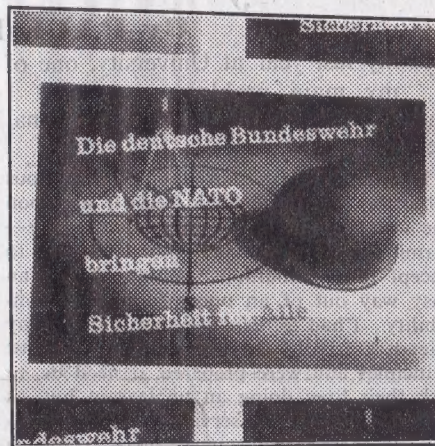 Die deutsche Bundeswehr
und die NATO
bringen
Sicherheit für Alle